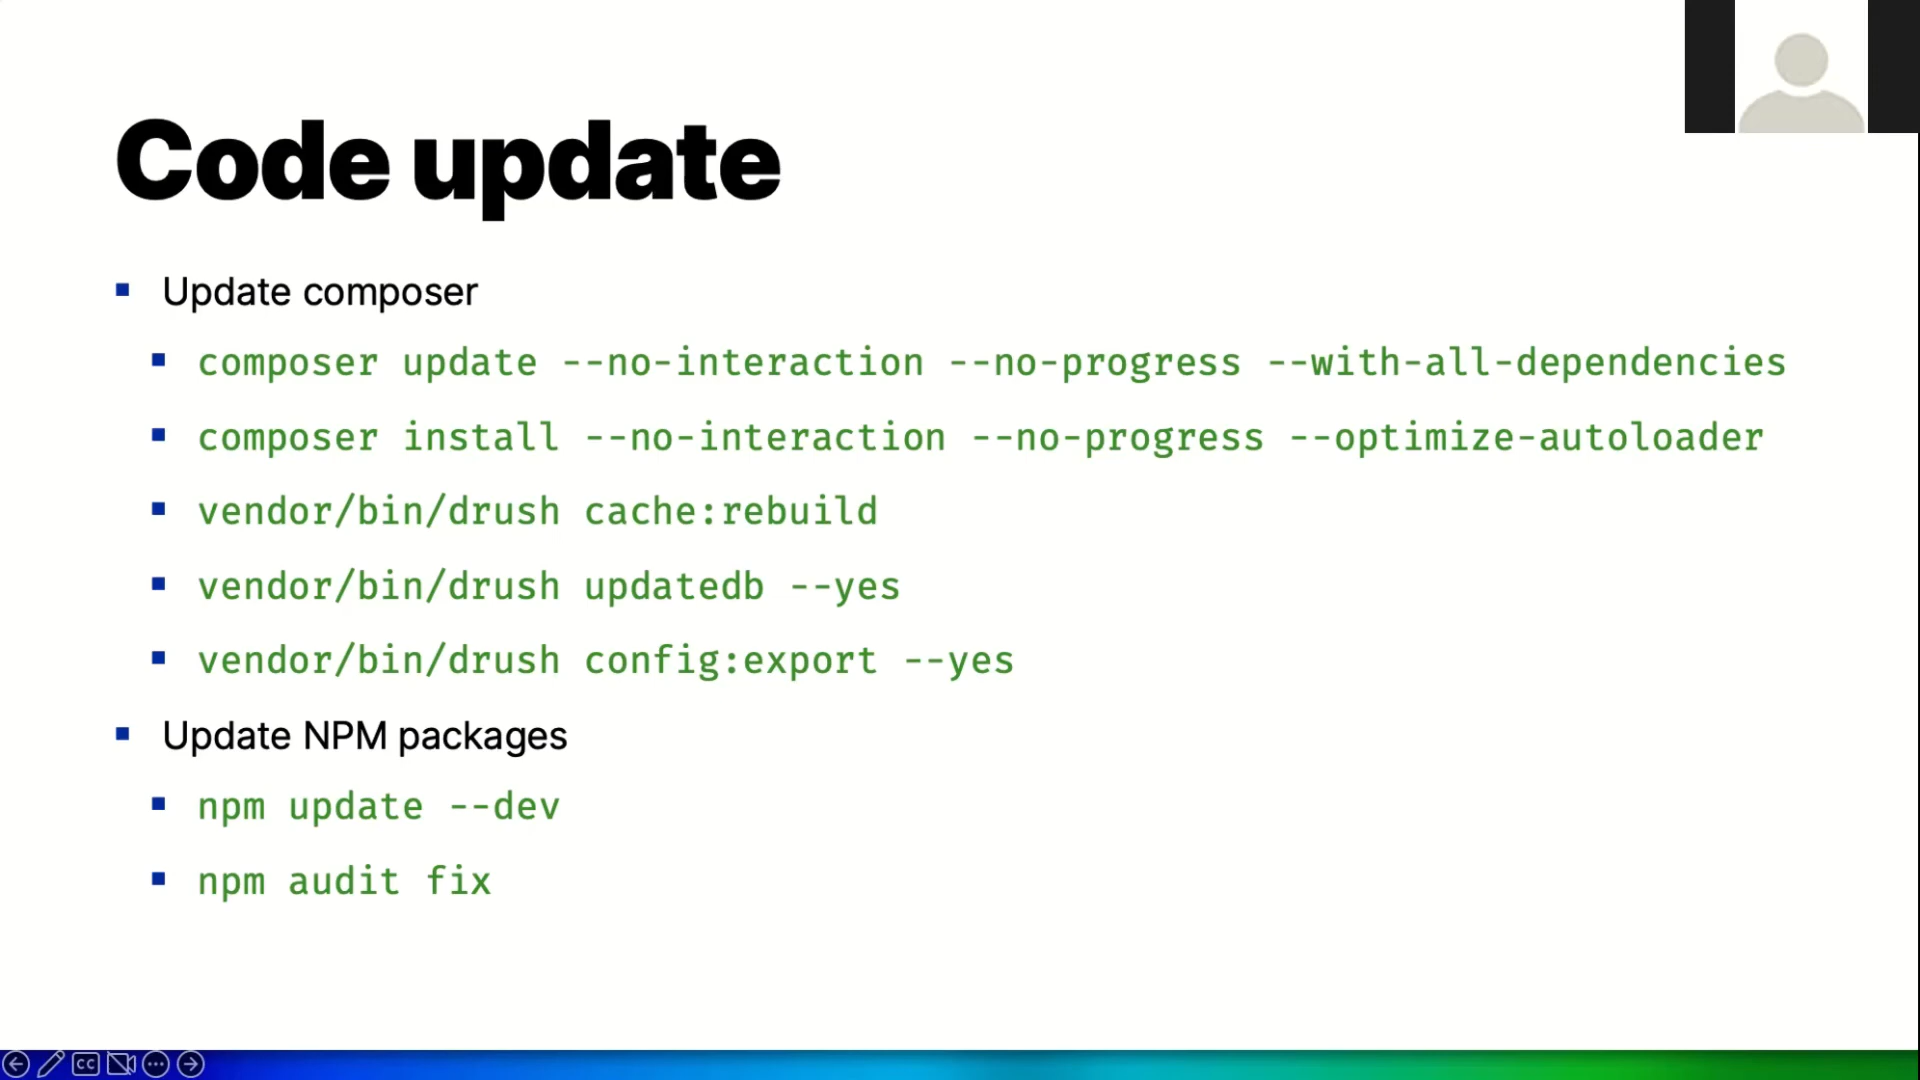 Code update
Update composer
composer update --no-interaction --no-progress --with-all-dependencies
composer install --no-interaction --no-progress --optimize-autoloader
vendor/bin/drush cache:rebuild
vendor/bin/drush updatedb --yes
vendor/bin/drush config:export --yes
Update NPM packages
npm update --dev
npm audit fix
CC